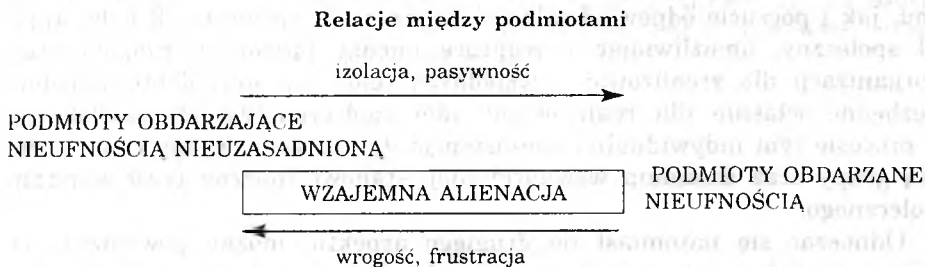 Relacje między podmiotami
izolacja, pasywność
PODMIOTY OBDARZAJĄCE
NIEUFNOŚCIĄ NIEUZASADNIONĄ
WZAJEMNA ALIENACJA
PODMIOTY OBDARZANE
NIEUFNOŚCIĄ
wrogość, frustracja